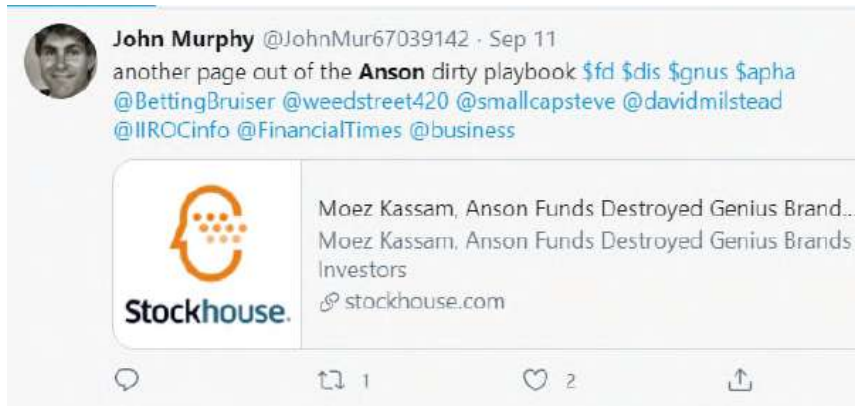 John Murphy @JohnMur67039142 · Sep 11
another page out of the Anson dirty playbook $fd $dis $gnus $apha
@BettingBruiser @weedstreet420 @smallcapsteve @davidmilstead
@IIROCinfo @FinancialTimes @business
Moez Kassam, Anson Funds Destroyed Genius Brand...
Moez Kassam, Anson Funds Destroyed Genius Brands
Investors
stockhouse.com
Stockhouse.
1
2